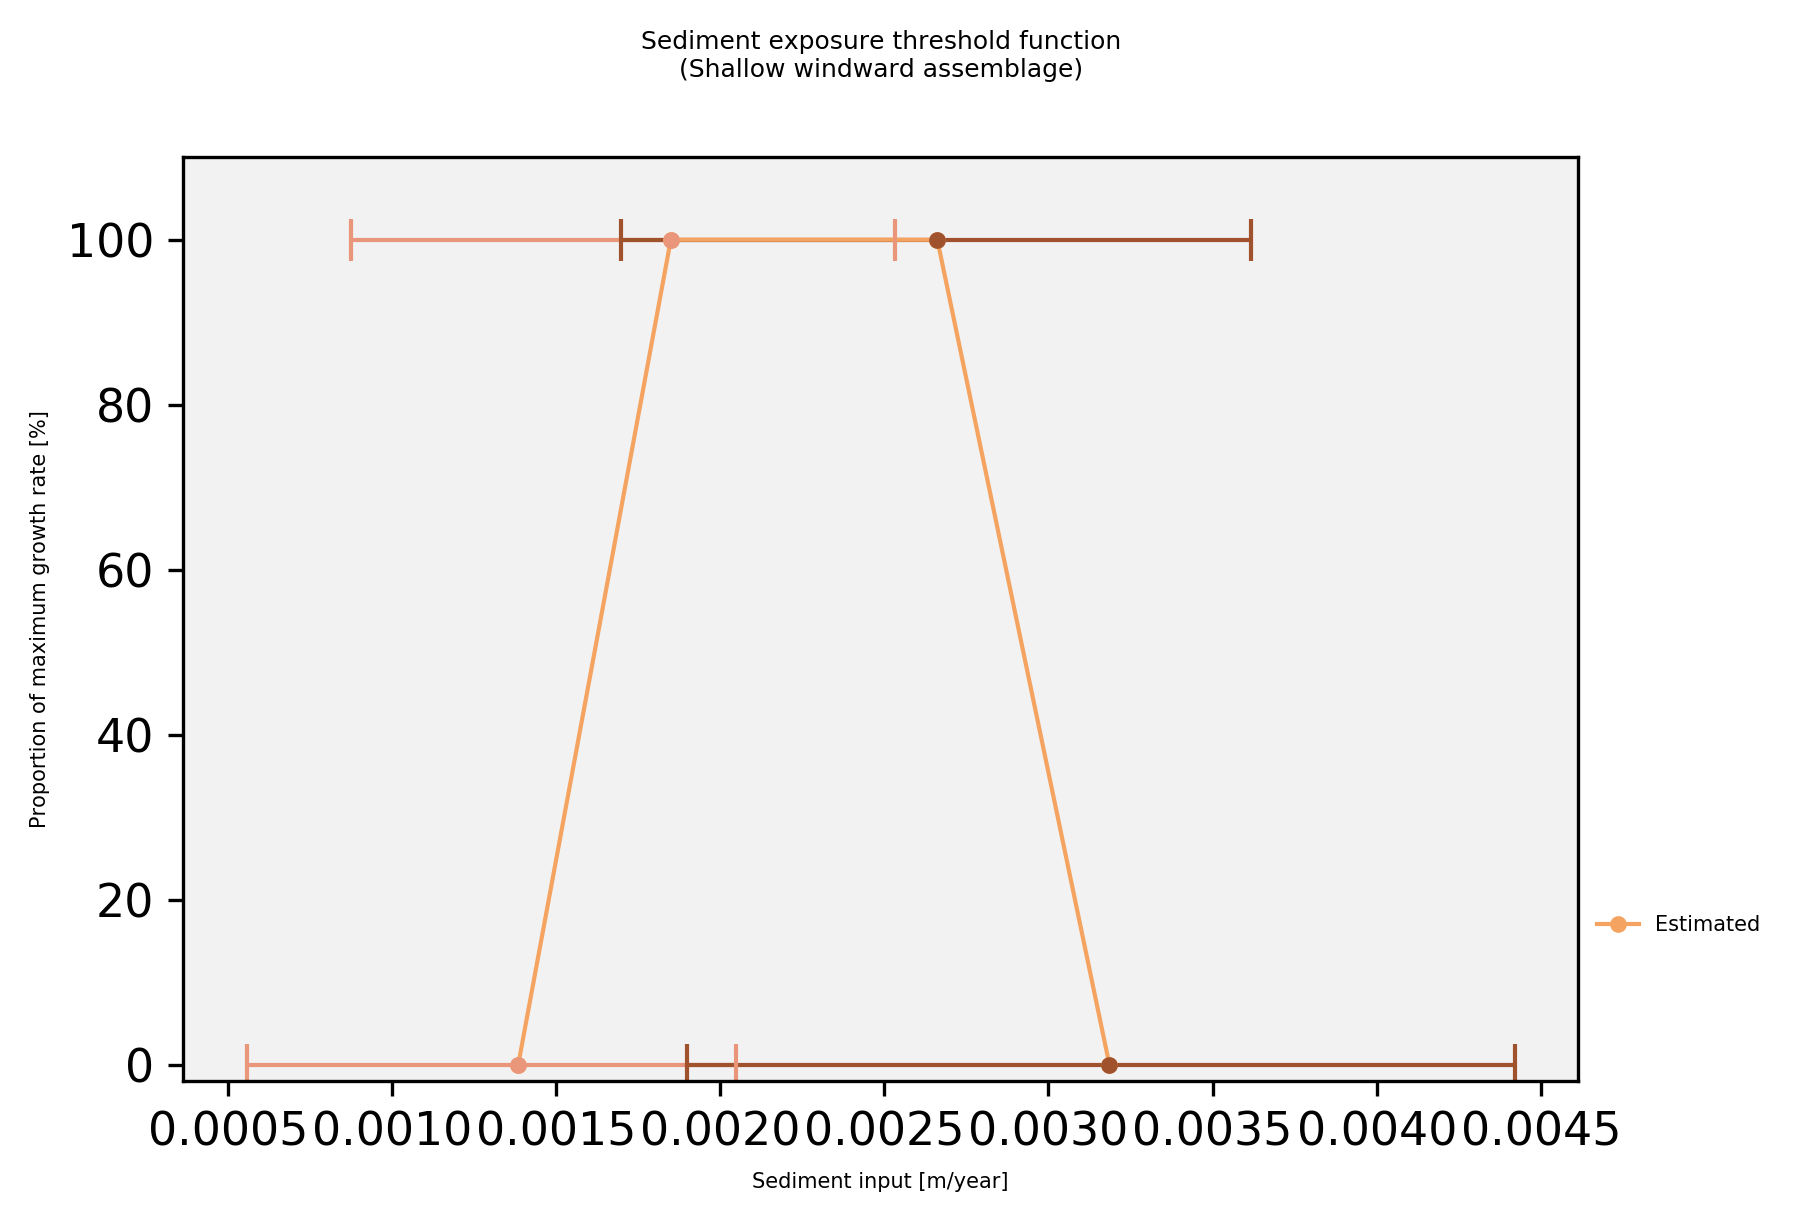 Sediment exposure threshold function
(Shallow windward assemblage)
100
80
60
40
20
0
Proportion of maximum growth rate [%]
Estimated
0.0005 0.0010 0.0015 0.0020 0.0025 0.0030 0.0035 0.0040 0.0045
Sediment input [m/year]